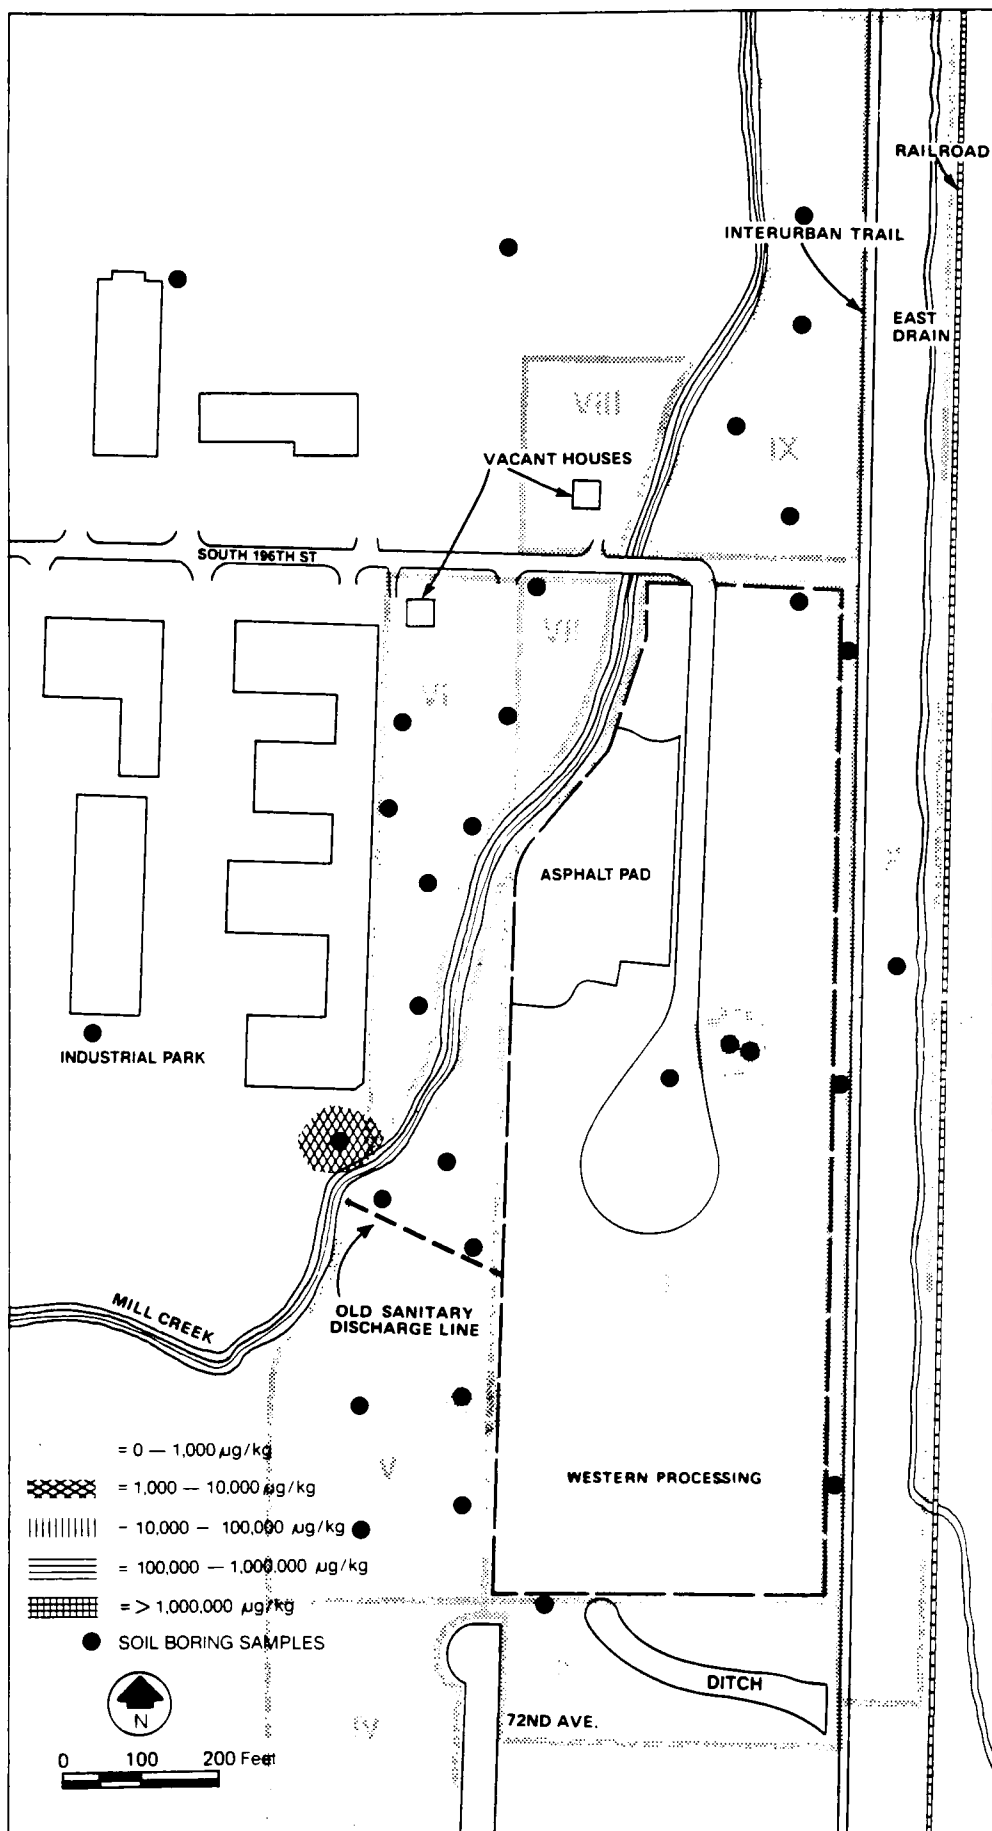 RAILROAD
INTERURBAN TRAIL
EAST
DRAIN
VIII
IX
VACANT HOUSES
SOUTH 196TH ST
VII
VI
ASPHALT PAD
X
INDUSTRIAL PARK
MILL CREEK
OLD SANITARY
DISCHARGE LINE
V
= 0 — 1,000 µg/kg
= 1,000 — 10,000 µg/kg
- 10,000 - 100,000 µg/kg
= 100,000 — 1,000,000 µg/kg
= > 1,000,000 µg/kg
SOIL BORING SAMPLES
WESTERN PROCESSING
DITCH
72ND AVE.
IV
N
0 100 200 Feet